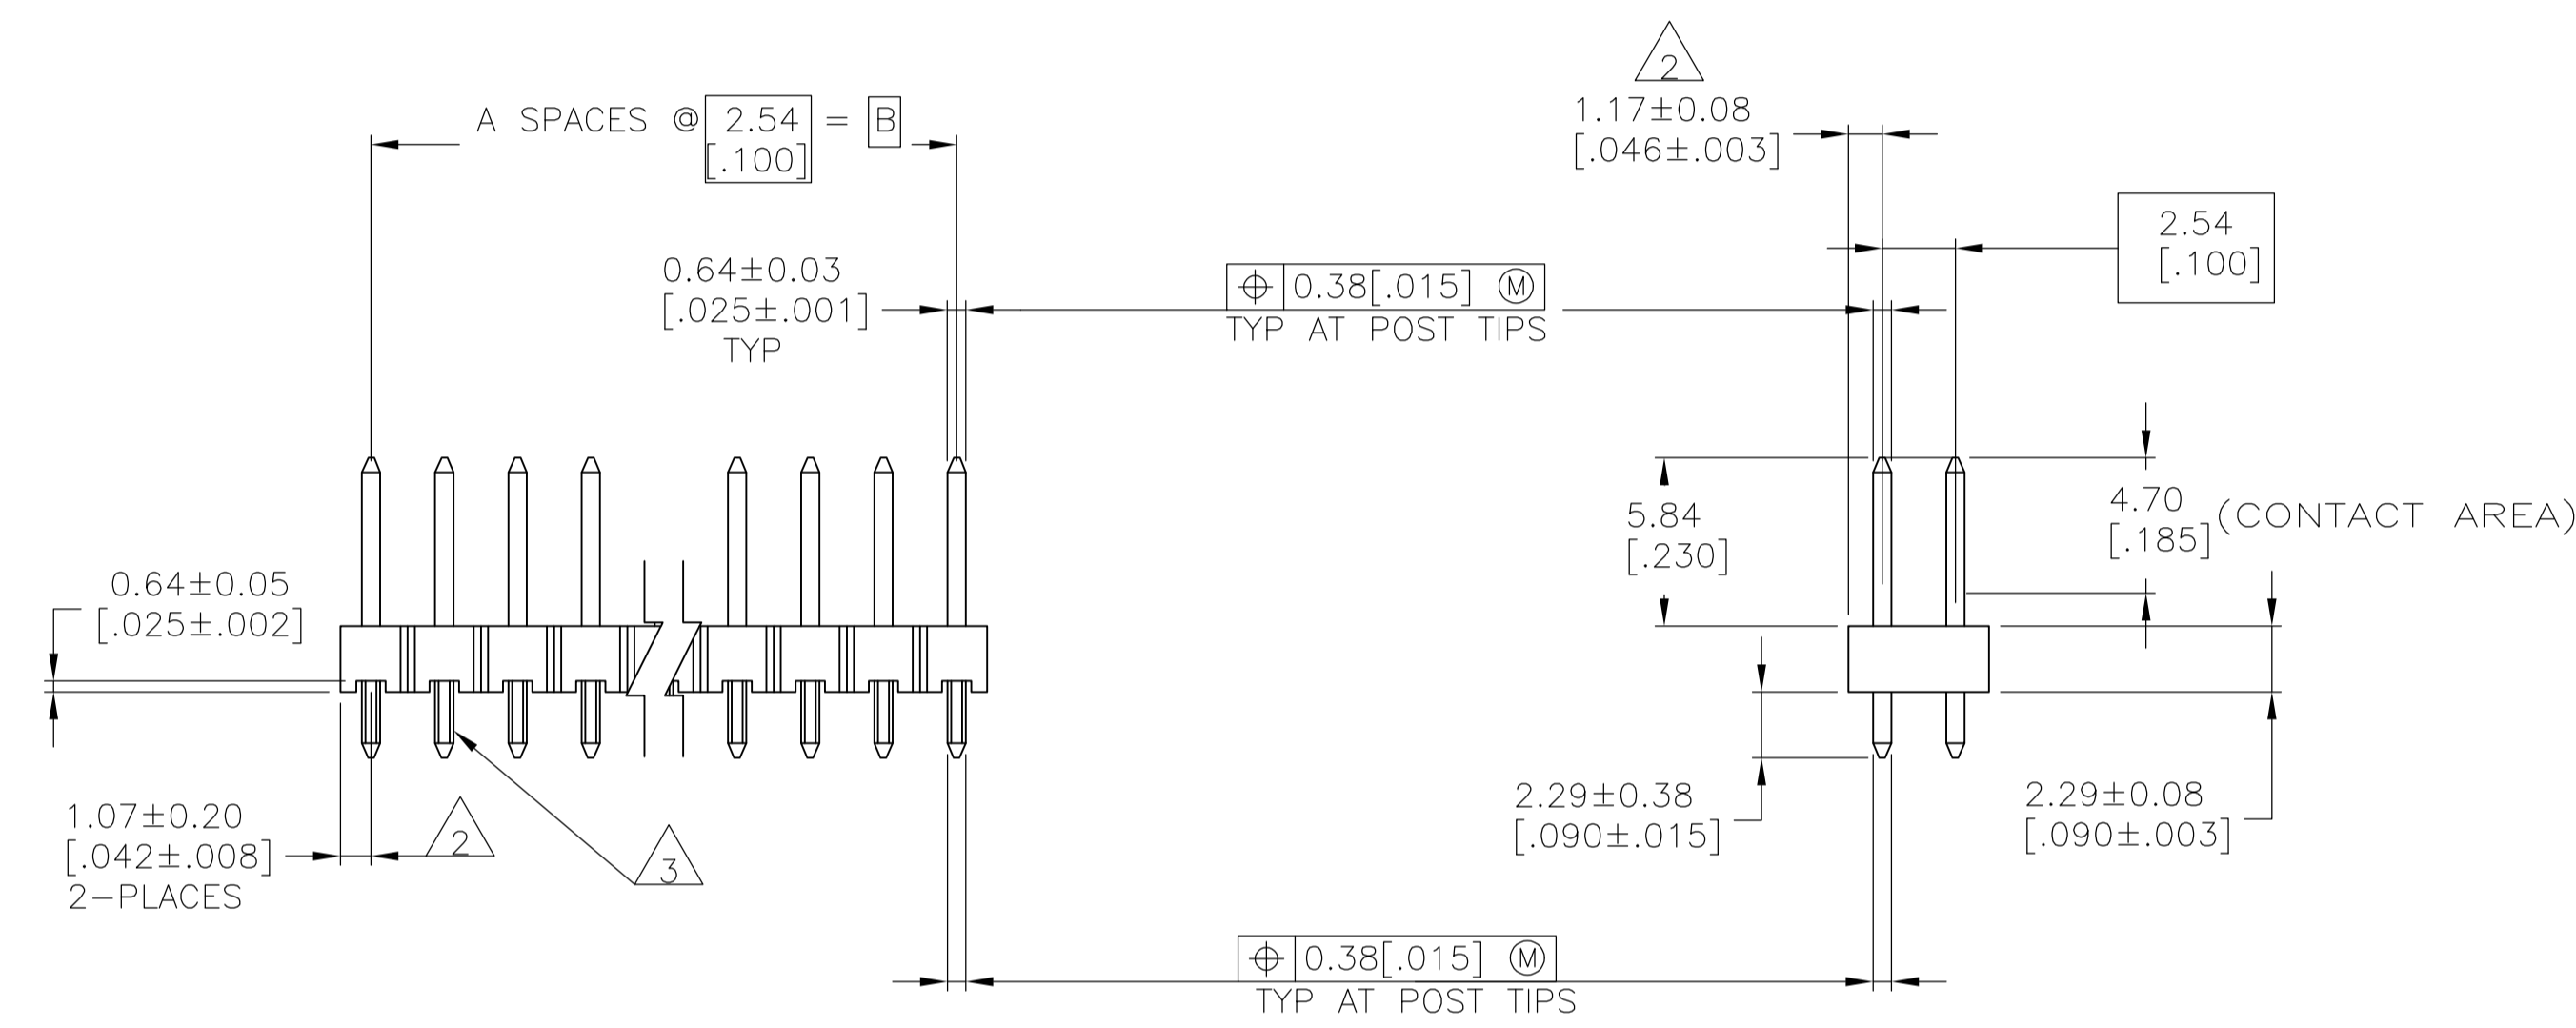 2
1.17±0.08
[.046±.003]
A SPACES @ 2.54 = B
[.100]
2.54
[.100]
0.64±0.03
[.025±.001]
TYP
⌖ 0.38[.015] Ⓜ
TYP AT POST TIPS
5.84
[.230]
4.70
[.185] (CONTACT AREA)
0.64±0.05
[.025±.002]
1.07±0.20
[.042±.008]
2-PLACES
2
3
2.29±0.38
[.090±.015]
2.29±0.08
[.090±.003]
⌖ 0.38[.015] Ⓜ
TYP AT POST TIPS